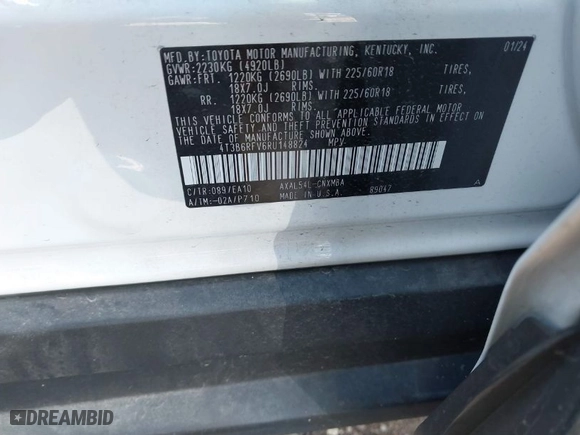 MFD.BY:TOYOTA MOTOR MANUFACTURING, KENTUCKY, INC. 01/24
GVWR:2230KG (4920LB)
GAWR:FRT. 1220KG (2690LB) WITH 225/60R18 TIRES,
18X7.0J RIMS.
RR. 1220KG (2690LB) WITH 225/60R18 TIRES,
18X7.0J RIMS.
THIS VEHICLE CONFORMS TO ALL APPLICABLE FEDERAL MOTOR
VEHICLE SAFETY AND STANDARDS IN EFFECT ON
THE DATE OF MANUFACTURE SHOWN ABOVE.
4T3B6RFV6RU148824 MPV
C/TR:089/EA10 AXAL54L-CNXMBA 89047 A
A/TM:-02A/P710 MADE IN U.S.A.
DREAMBID